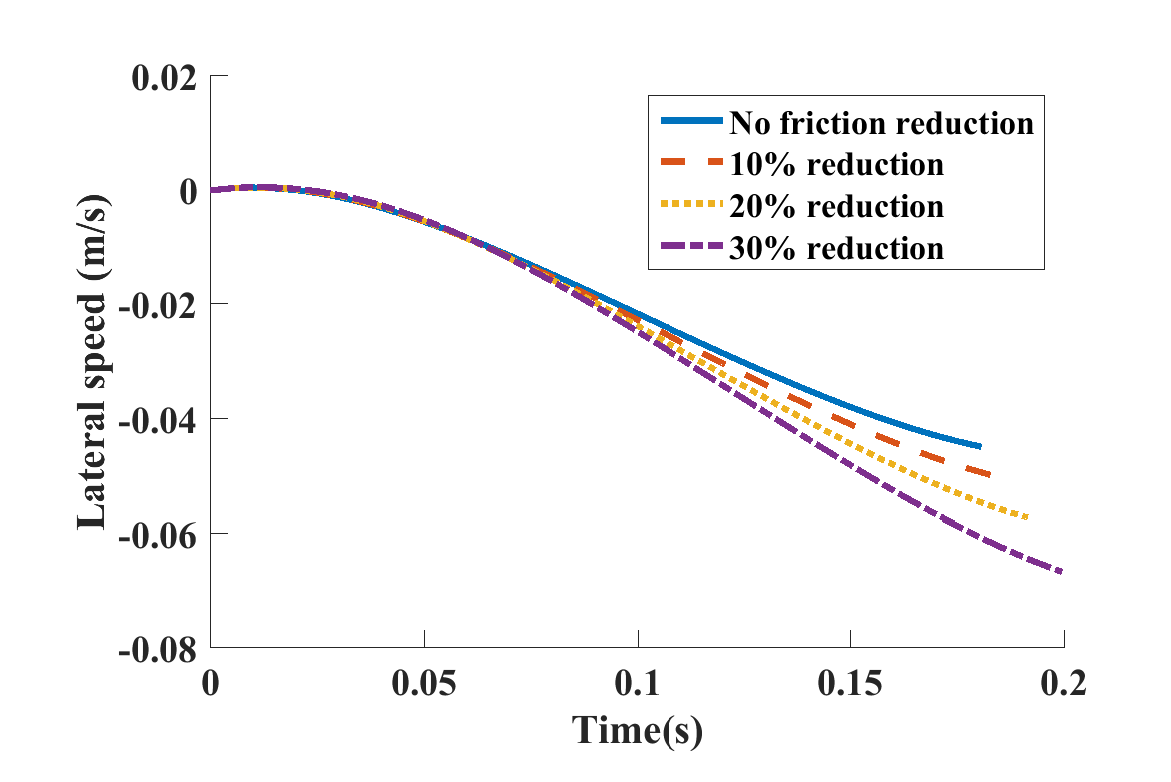 0.02
0
-0.02
-0.04
-0.06
-0.08
Lateral speed (m/s)
No friction reduction
10% reduction
20% reduction
30% reduction
0
0.05
0.1
0.15
0.2
Time(s)